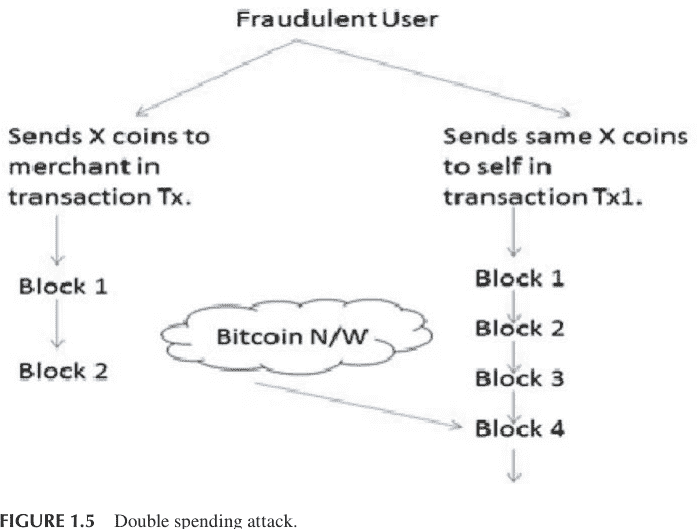 Fraudulent User
Sends X coins to
merchant in
transaction Tx.
Block 1
Block 2
Sends same X coins
to self in
transaction Tx1.
Block 1
Block 2
Block 3
Block 4
Bitcoin N/W
FIGURE 1.5 Double spending attack.